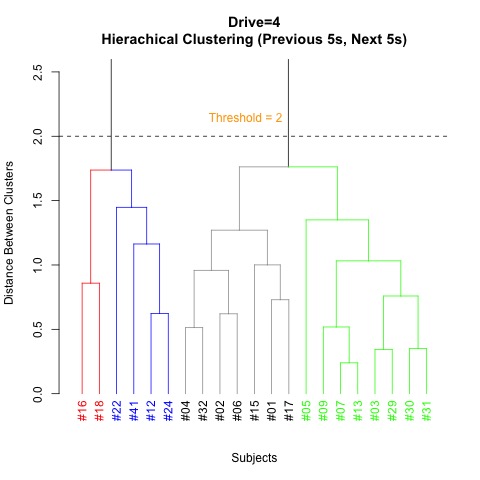 Drive=4
Hierachical Clustering (Previous 5s, Next 5s)
Threshold = 2
Distance Between Clusters
2.5
2.0
1.5
1.0
0.5
0.0
#16 #18 #22 #41 #12 #24 #04 #32 #02 #06 #15 #01 #17 #05 #09 #07 #13 #03 #29 #30 #31
Subjects